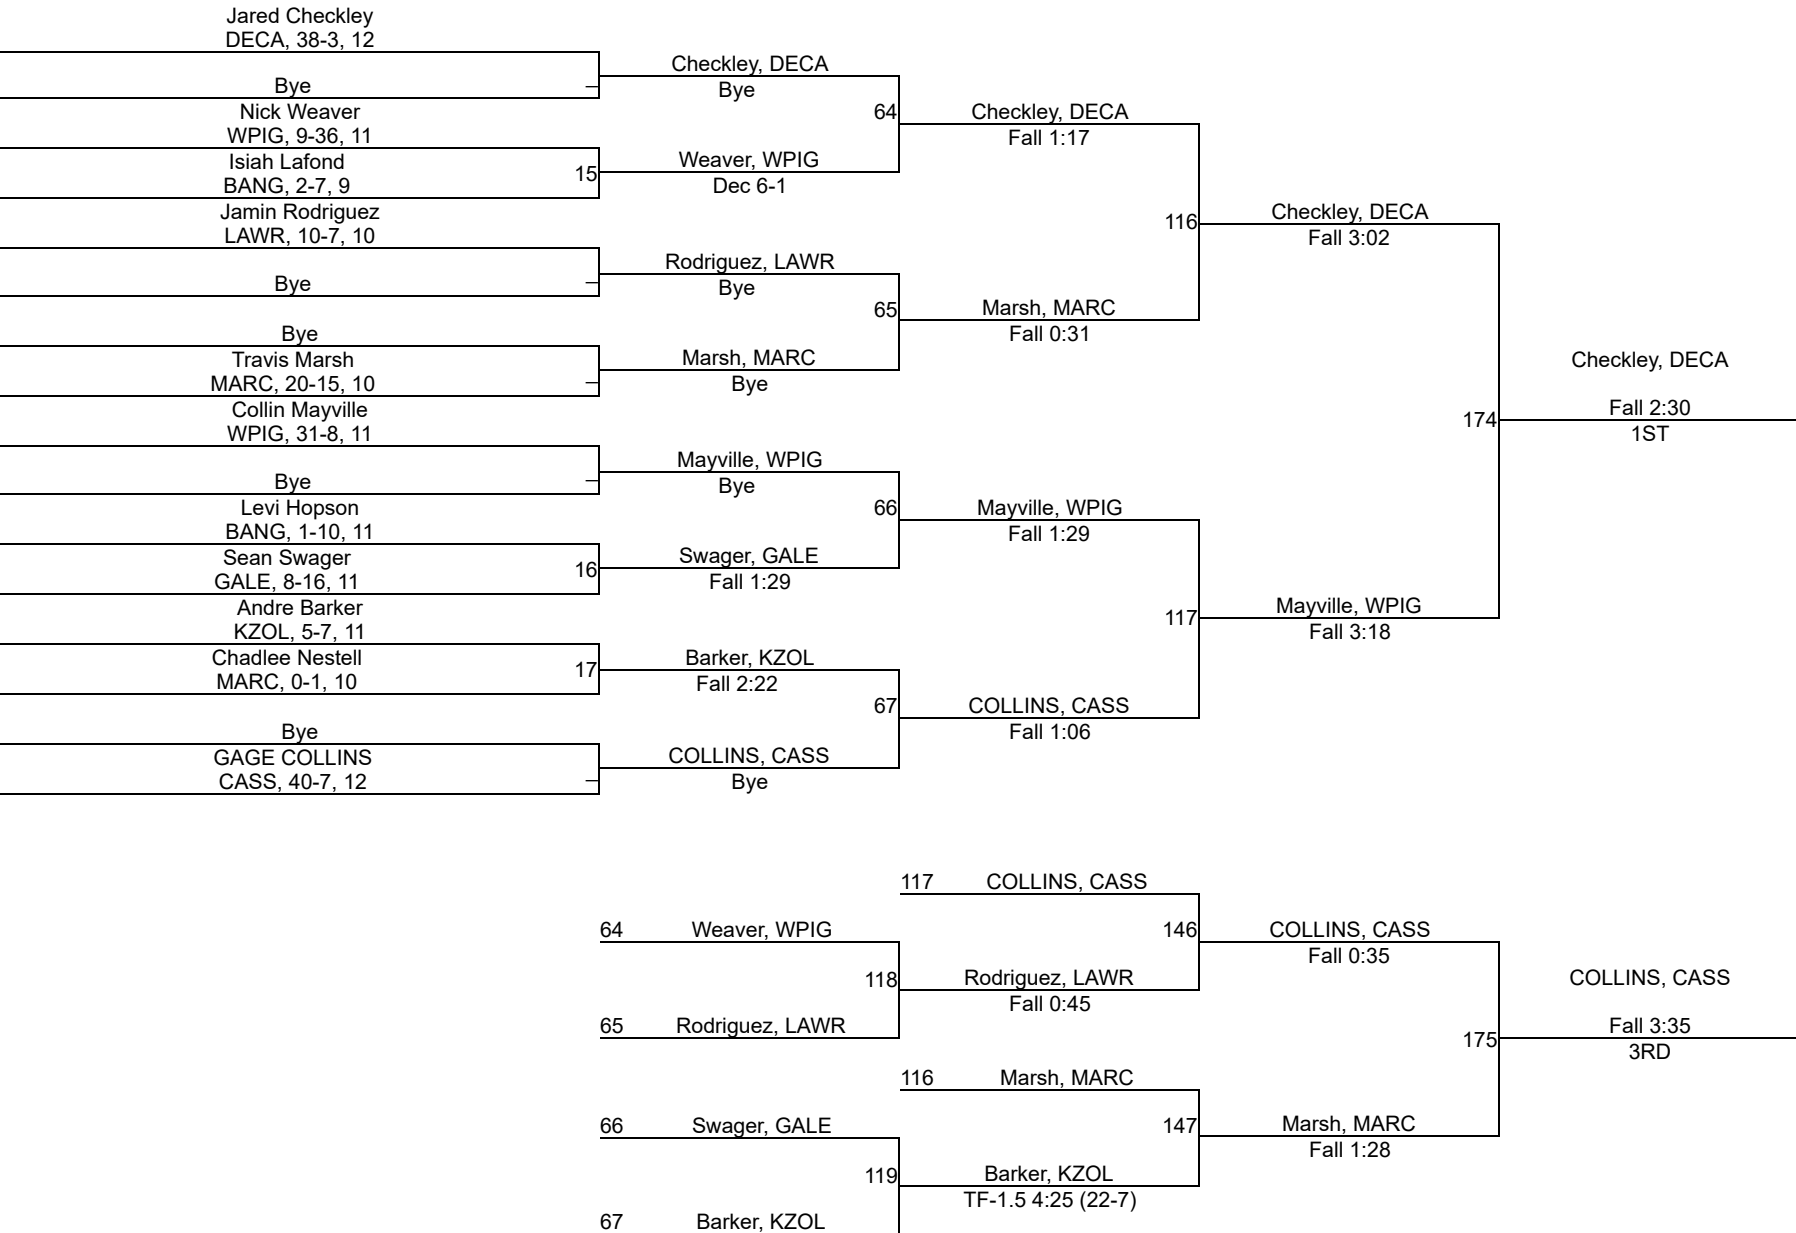 Jared Checkley
DECA, 38-3, 12
Bye
Nick Weaver
WPIG, 9-36, 11
Isiah Lafond
BANG, 2-7, 9
Jamin Rodriguez
LAWR, 10-7, 10
Bye
Bye
Travis Marsh
MARC, 20-15, 10
Collin Mayville
WPIG, 31-8, 11
Bye
Levi Hopson
BANG, 1-10, 11
Sean Swager
GALE, 8-16, 11
Andre Barker
KZOL, 5-7, 11
Chadlee Nestell
MARC, 0-1, 10
Bye
GAGE COLLINS
CASS, 40-7, 12
Checkley, DECA
Bye
15
Weaver, WPIG
Dec 6-1
Rodriguez, LAWR
Bye
Marsh, MARC
Bye
Mayville, WPIG
Bye
16
Swager, GALE
Fall 1:29
17
Barker, KZOL
Fall 2:22
COLLINS, CASS
Bye
64
Checkley, DECA
Fall 1:17
65
Marsh, MARC
Fall 0:31
66
Mayville, WPIG
Fall 1:29
67
COLLINS, CASS
Fall 1:06
116
Checkley, DECA
Fall 3:02
117
Mayville, WPIG
Fall 3:18
174
Checkley, DECA
Fall 2:30
1ST
117 COLLINS, CASS
64 Weaver, WPIG
65 Rodriguez, LAWR
118
Rodriguez, LAWR
Fall 0:45
146
COLLINS, CASS
Fall 0:35
116 Marsh, MARC
66 Swager, GALE
67 Barker, KZOL
119
Barker, KZOL
TF-1.5 4:25 (22-7)
147
Marsh, MARC
Fall 1:28
175
COLLINS, CASS
Fall 3:35
3RD